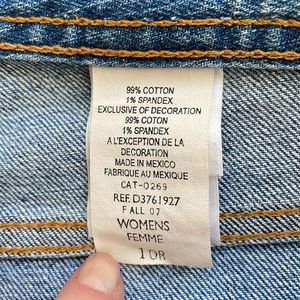 99% COTTON
1% SPANDEX
EXCLUSIVE OF DECORATION
99% COTON
1% SPANDEX
A L'EXCEPTION DE LA
DECORATION
MADE IN MEXICO
FABRIQUE AU MEXIQUE
CAT-0269
REF. D3761927
FALL 07
WOMENS
FEMME
10R